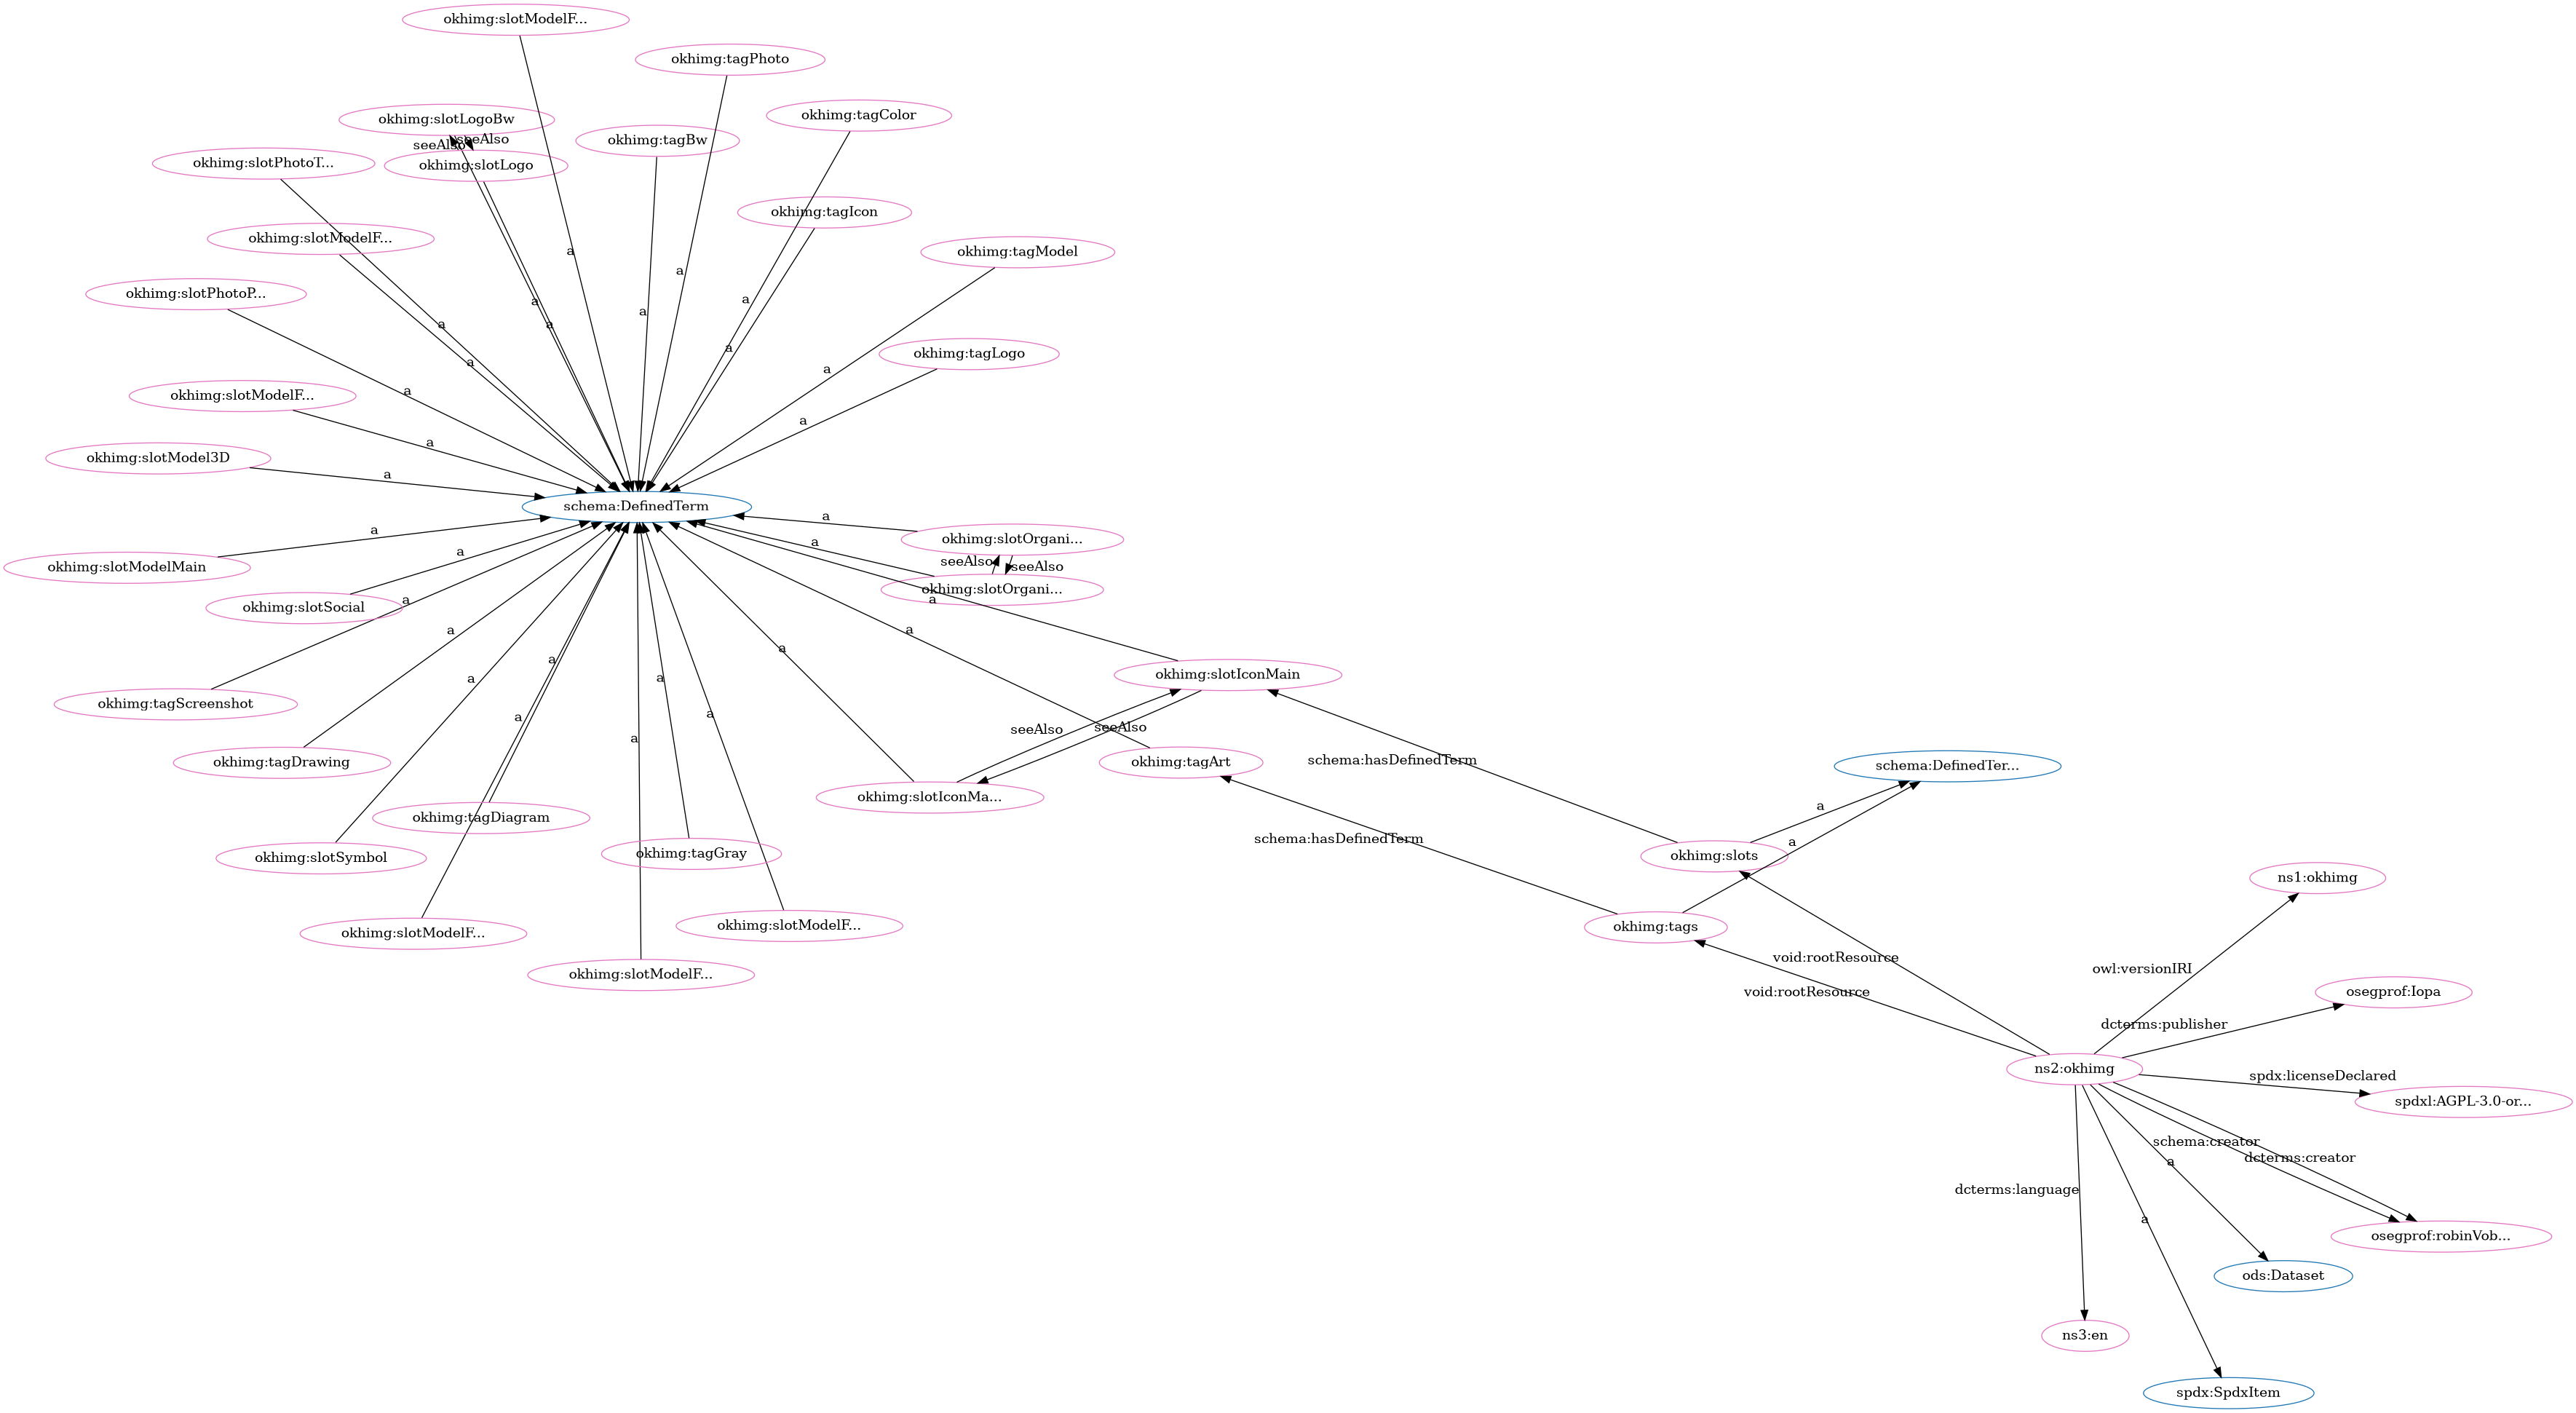 okhimg:slotModelF...
okhimg:tagPhoto
okhimg:tagColor
okhimg:slotLogoBw
okhimg:tagBw
seeAlso
seeAlso
okhimg:slotPhotoT...
okhimg:slotLogo
okhimg:tagIcon
okhimg:slotModelF...
a
okhimg:tagModel
a
okhimg:slotPhotoP...
a
a
a
a
a
a
okhimg:tagLogo
a
a
a
okhimg:slotModelF...
a
a
a
okhimg:slotModel3D
a
schema:DefinedTerm
a
a
okhimg:slotOrgani...
a
a
seeAlso
seeAlso
okhimg:slotModelMain
okhimg:slotOrgani...
a
a
okhimg:slotSocial
a
a
a
a
okhimg:slotIconMain
a
a
a
okhimg:tagScreenshot
a
a
seeAlso
seeAlso
a
schema:hasDefinedTerm
okhimg:tagDrawing
okhimg:tagArt
schema:DefinedTer...
okhimg:slotIconMa...
a
okhimg:tagDiagram
schema:hasDefinedTerm
a
okhimg:tagGray
okhimg:slotSymbol
okhimg:slots
ns1:okhimg
okhimg:slotModelF...
okhimg:tags
okhimg:slotModelF...
void:rootResource
owl:versionIRI
okhimg:slotModelF...
void:rootResource
osegprof:Iopa
dcterms:publisher
ns2:okhimg
spdx:licenseDeclared
spdxl:AGPL-3.0-or...
schema:creator
dcterms:creator
a
dcterms:language
a
osegprof:robinVob...
ods:Dataset
ns3:en
spdx:SpdxItem